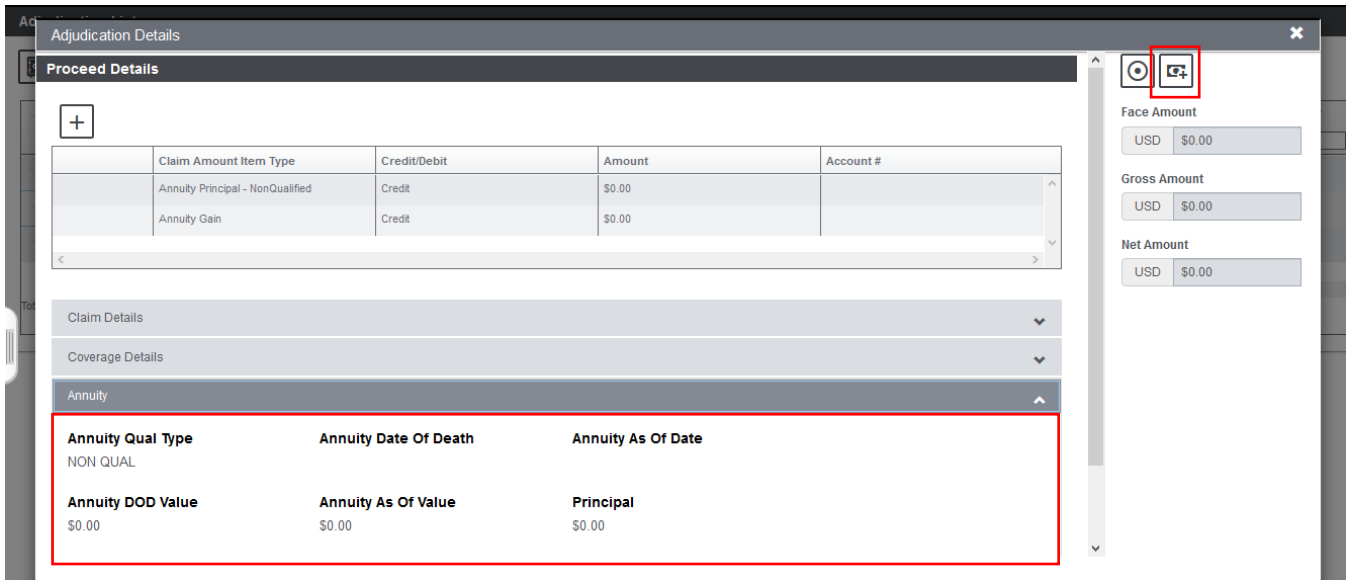 Adjudication Details
Proceed Details
Claim Amount Item Type Credit/Debit Amount Account #
Annuity Principal - NonQualified Credit $0.00
Annuity Gain Credit $0.00
Claim Details
Coverage Details
Annuity
Annuity Qual Type Annuity Date Of Death Annuity As Of Date
NON QUAL
Annuity DOD Value Annuity As Of Value Principal
$0.00 $0.00 $0.00
Face Amount
USD $0.00
Gross Amount
USD $0.00
Net Amount
USD $0.00